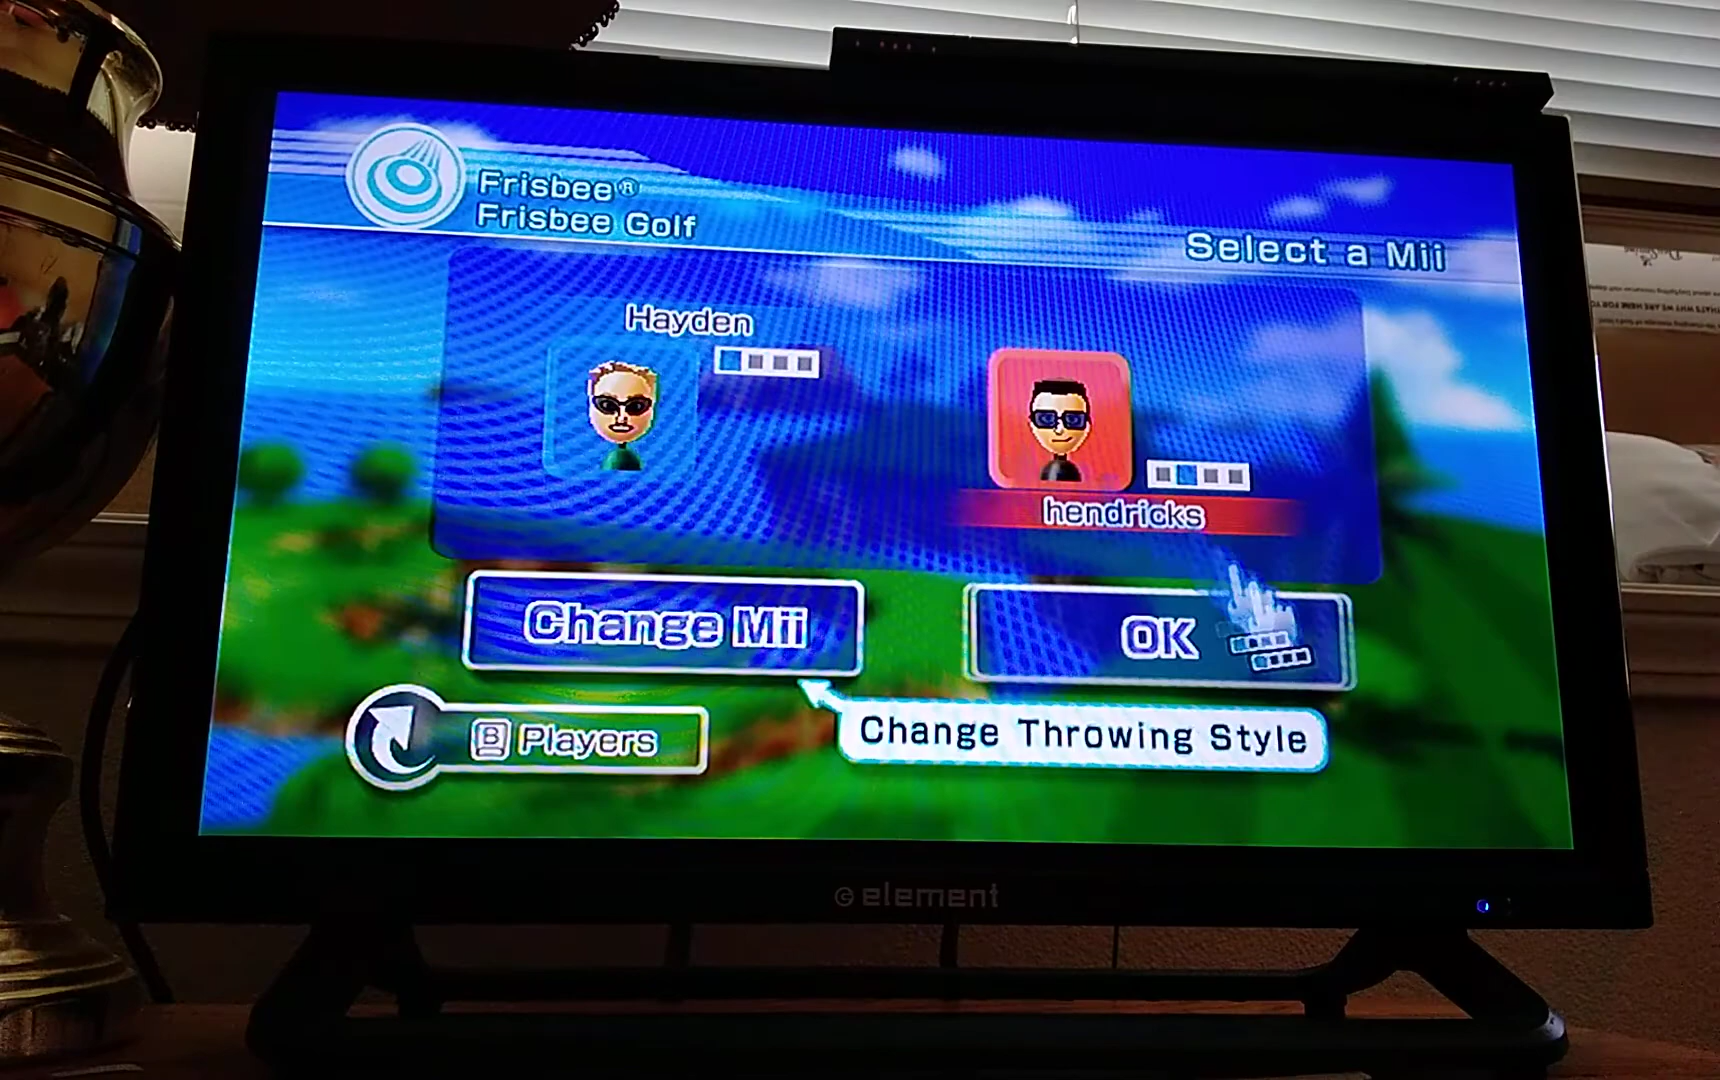 Frisbee®
Frisbee Golf
Select a Mii
Hayden
hendricks
Change Mii
OK
B Players
Change Throwing Style
element